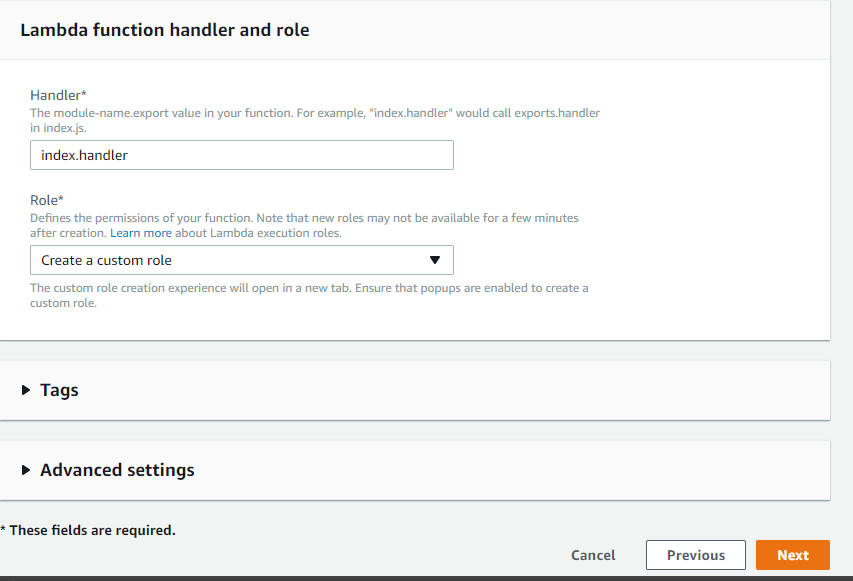 Lambda function handler and role
Handler*
The module-name.export value in your function. For example, "index.handler" would call exports.handler
in index.js.
index.handler
Role*
Defines the permissions of your function. Note that new roles may not be available for a few minutes
after creation. Learn more about Lambda execution roles.
Create a custom role
The custom role creation experience will open in a new tab. Ensure that popups are enabled to create a
custom role.
Tags
Advanced settings
* These fields are required.
Cancel Previous Next